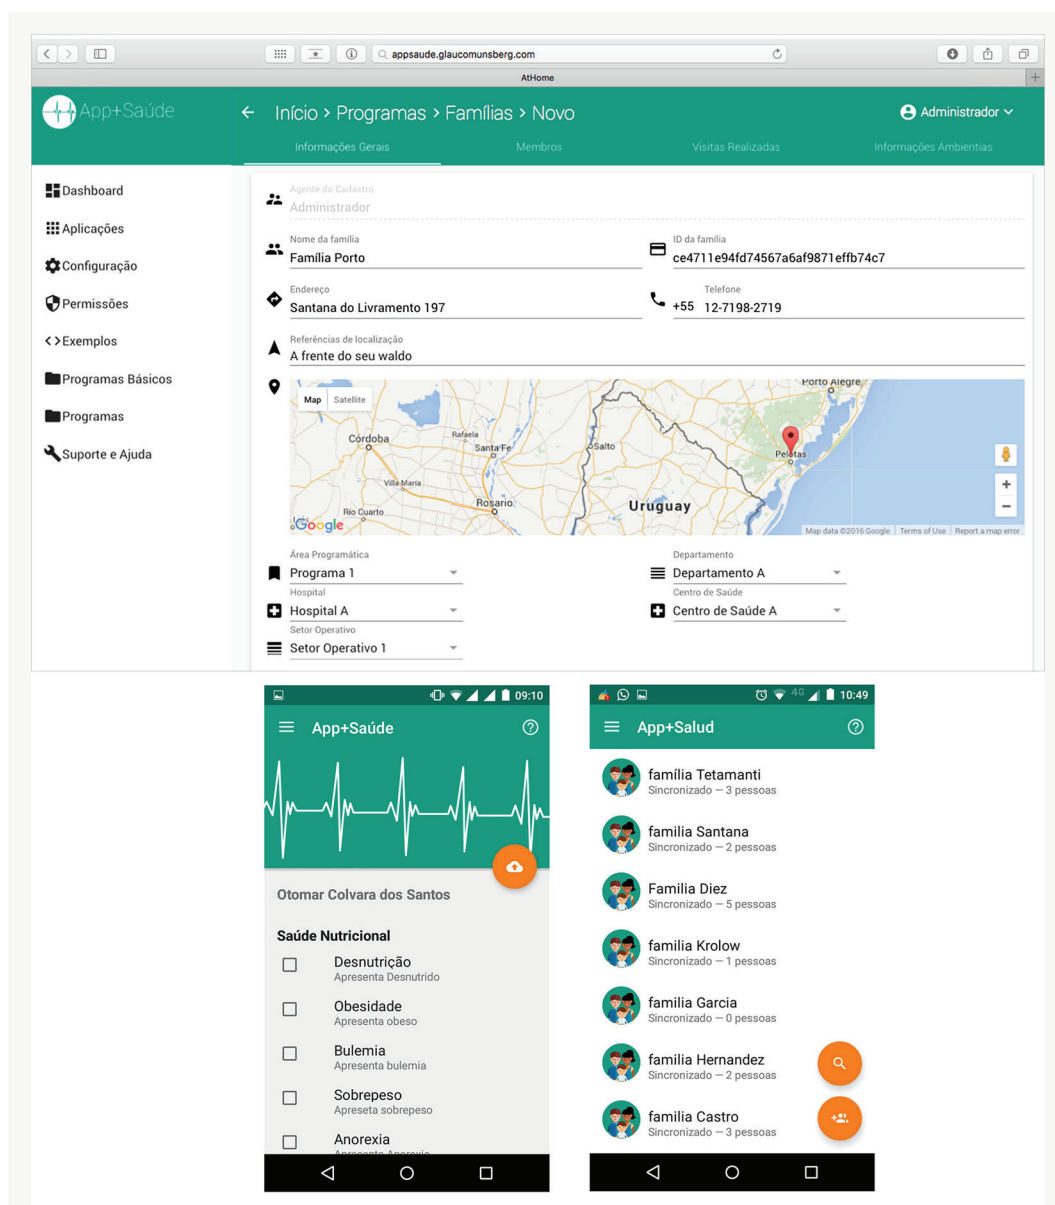 appsaude.glaucomunsberg.com
AtHome
App+Saúde
Início > Programas > Famílias > Novo
Administrador
Informações Gerais
Membros
Visitas Realizadas
Informações Ambientias
Dashboard
Aplicações
Configuração
Permissões
Exemplos
Programas Básicos
Programas
Suporte e Ajuda
Agente do Cadastro
Administrador
Nome da família
Família Porto
ID da família
ce4711e94fd74567a6af9871effb74c7
Endereço
Santana do Livramento 197
Telefone
+55 12-7198-2719
Referências de localização
A frente do seu waldo
Map Satellite
Porto Alegre
Córdoba
Rafaela
Santa Fe
Salto
Pelotas
Villa María
Rosario
Río Cuarto
Uruguay
Google
Map data ©2016 Google Terms of Use Report a map error
Área Programática
Programa 1
Departamento
Departamento A
Hospital
Hospital A
Centro de Saúde
Centro de Saúde A
Setor Operativo
Setor Operativo 1
09:10
App+Saúde
Otomar Colvara dos Santos
Saúde Nutricional
Desnutrição
Apresenta Desnutrido
Obesidade
Apresenta obeso
Bulemia
Apresenta bulemia
Sobrepeso
Apreseta sobrepeso
Anorexia
Apresenta Anorexia
4G 10:49
App+Salud
família Tetamanti
Sincronizado — 3 pessoas
familia Santana
Sincronizado — 2 pessoas
Familia Diez
Sincronizado — 5 pessoas
familia Krolow
Sincronizado — 1 pessoas
familia Garcia
Sincronizado — 0 pessoas
familia Hernandez
Sincronizado — 2 pessoas
familia Castro
Sincronizado — 3 pessoas